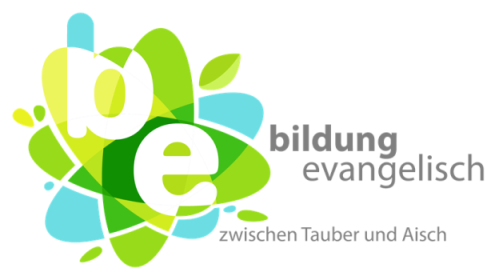 be
bildung
evangelisch
zwischen Tauber und Aisch